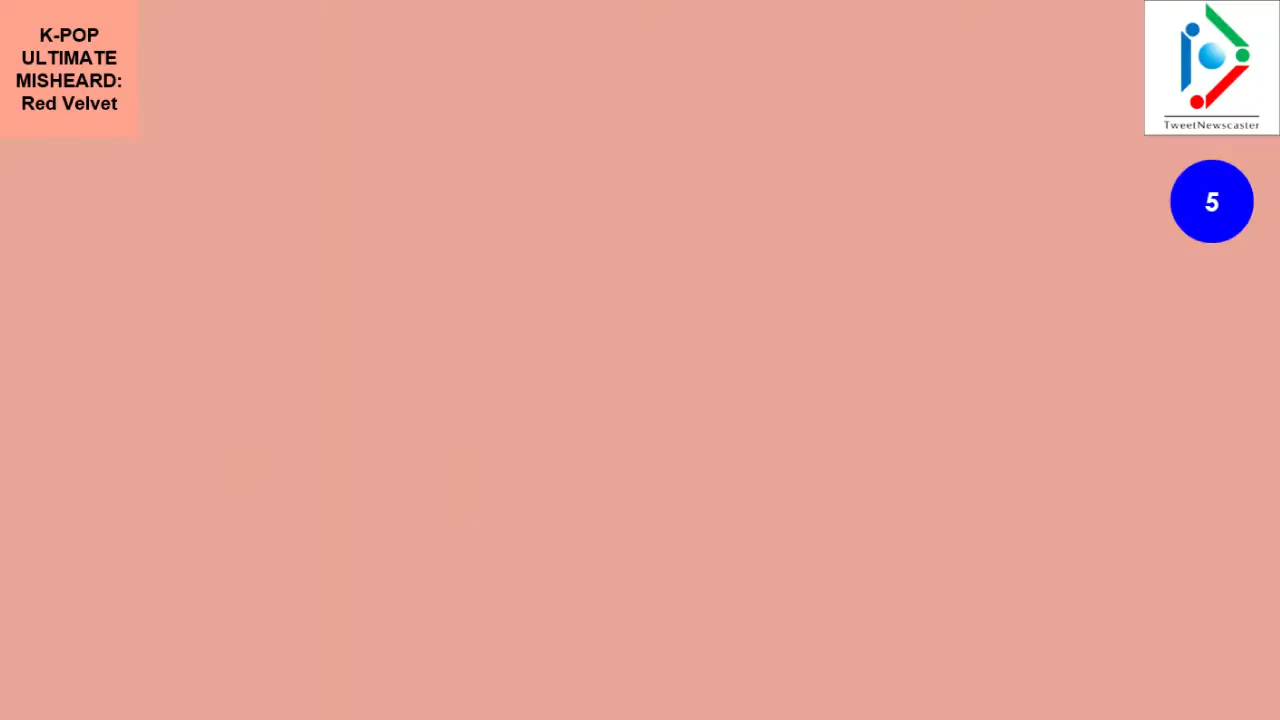 K-POP
ULTIMATE
MISHEARD:
Red Velvet
TweetNewscaster
5